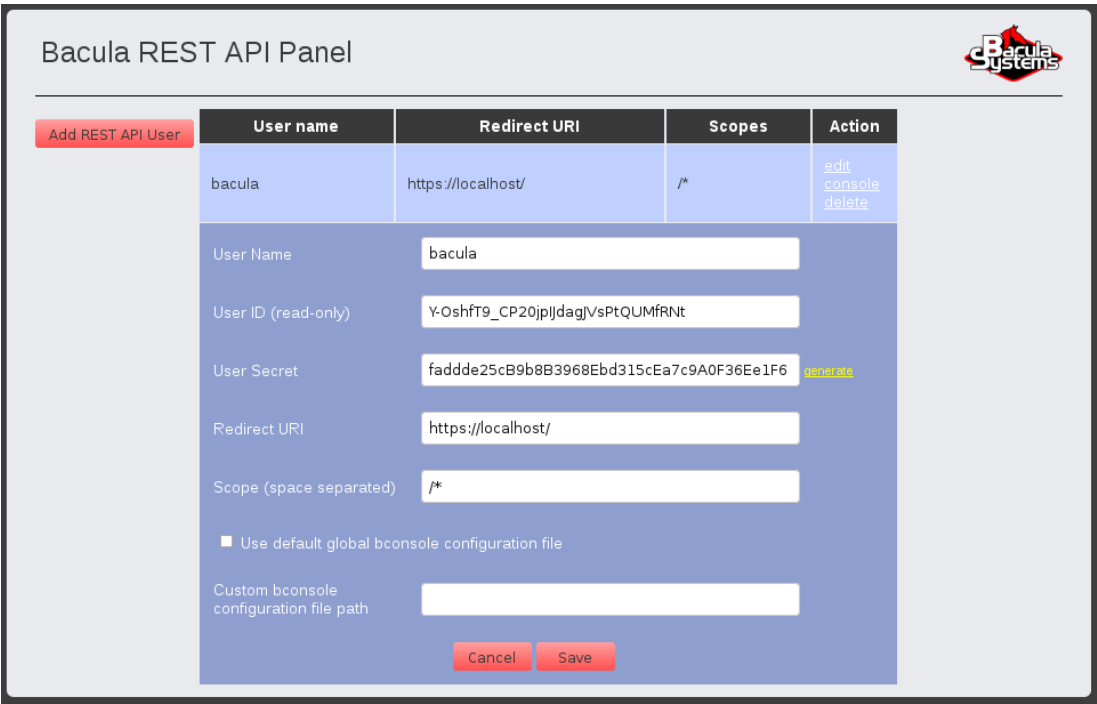 Bacula REST API Panel
Bacula
Systems
Add REST API User
User name Redirect URI Scopes Action
bacula https://localhost/ /* edit
console
delete
User Name bacula
User ID (read-only) Y-OshfT9_CP20jpIJdagJVsPtQUMfRNt
User Secret faddde25cB9b8B3968Ebd315cEa7c9A0F36Ee1F6 generate
Redirect URI https://localhost/
Scope (space separated) /*
Use default global bconsole configuration file
Custom bconsole
configuration file path
Cancel Save